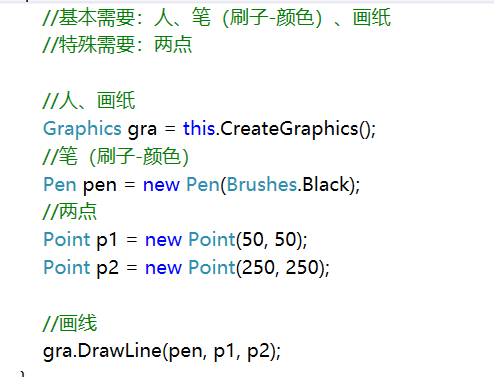 //基本需要：人、笔（刷子-颜色）、画纸
//特殊需要：两点
//人、画纸
Graphics gra = this.CreateGraphics();
//笔（刷子-颜色）
Pen pen = new Pen(Brushes.Black);
//两点
Point p1 = new Point(50, 50);
Point p2 = new Point(250, 250);
//画线
gra.DrawLine(pen, p1, p2);